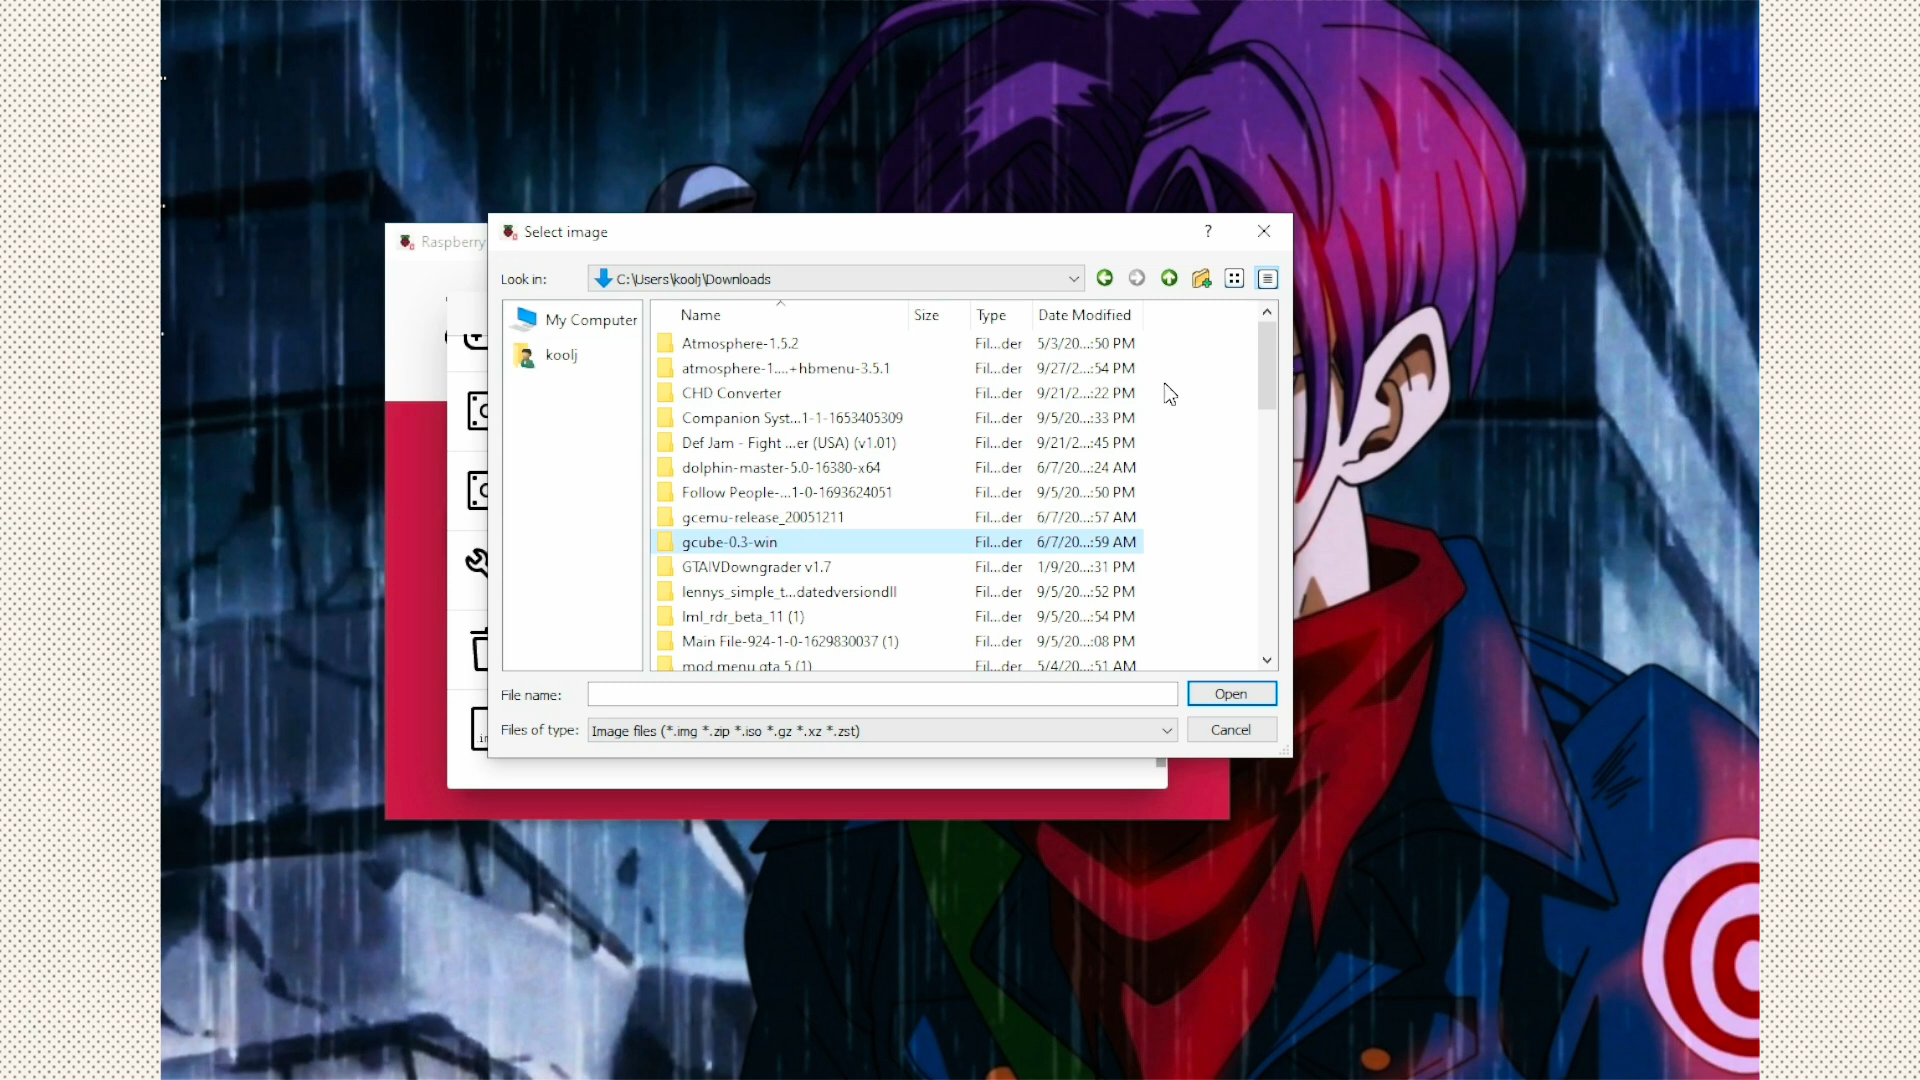 Raspberry
Select image
?
Look in:
C:\Users\koolj\Downloads
My Computer
koolj
Name Size Type Date Modified
Atmosphere-1.5.2 Fil...der 5/3/20...:50 PM
atmosphere-1....+hbmenu-3.5.1 Fil...der 9/27/2...:54 PM
CHD Converter Fil...der 9/21/2...:22 PM
Companion Syst...1-1-1653405309 Fil...der 9/5/20...:33 PM
Def Jam - Fight ...er (USA) (v1.01) Fil...der 9/21/2...:45 PM
dolphin-master-5.0-16380-x64 Fil...der 6/7/20...:24 AM
Follow People-...1-0-1693624051 Fil...der 9/5/20...:50 PM
gcemu-release_20051211 Fil...der 6/7/20...:57 AM
gcube-0.3-win Fil...der 6/7/20...:59 AM
GTAIVDowngrader v1.7 Fil...der 1/9/20...:31 PM
lennys_simple_t...datedversiondll Fil...der 9/5/20...:52 PM
lml_rdr_beta_11 (1) Fil...der 9/5/20...:54 PM
Main File-924-1-0-1629830037 (1) Fil...der 9/5/20...:08 PM
mod menu gta 5 (1) Fil...der 5/4/20...:51 AM
File name:
Open
Files of type:
Image files (*.img *.zip *.iso *.gz *.xz *.zst)
Cancel